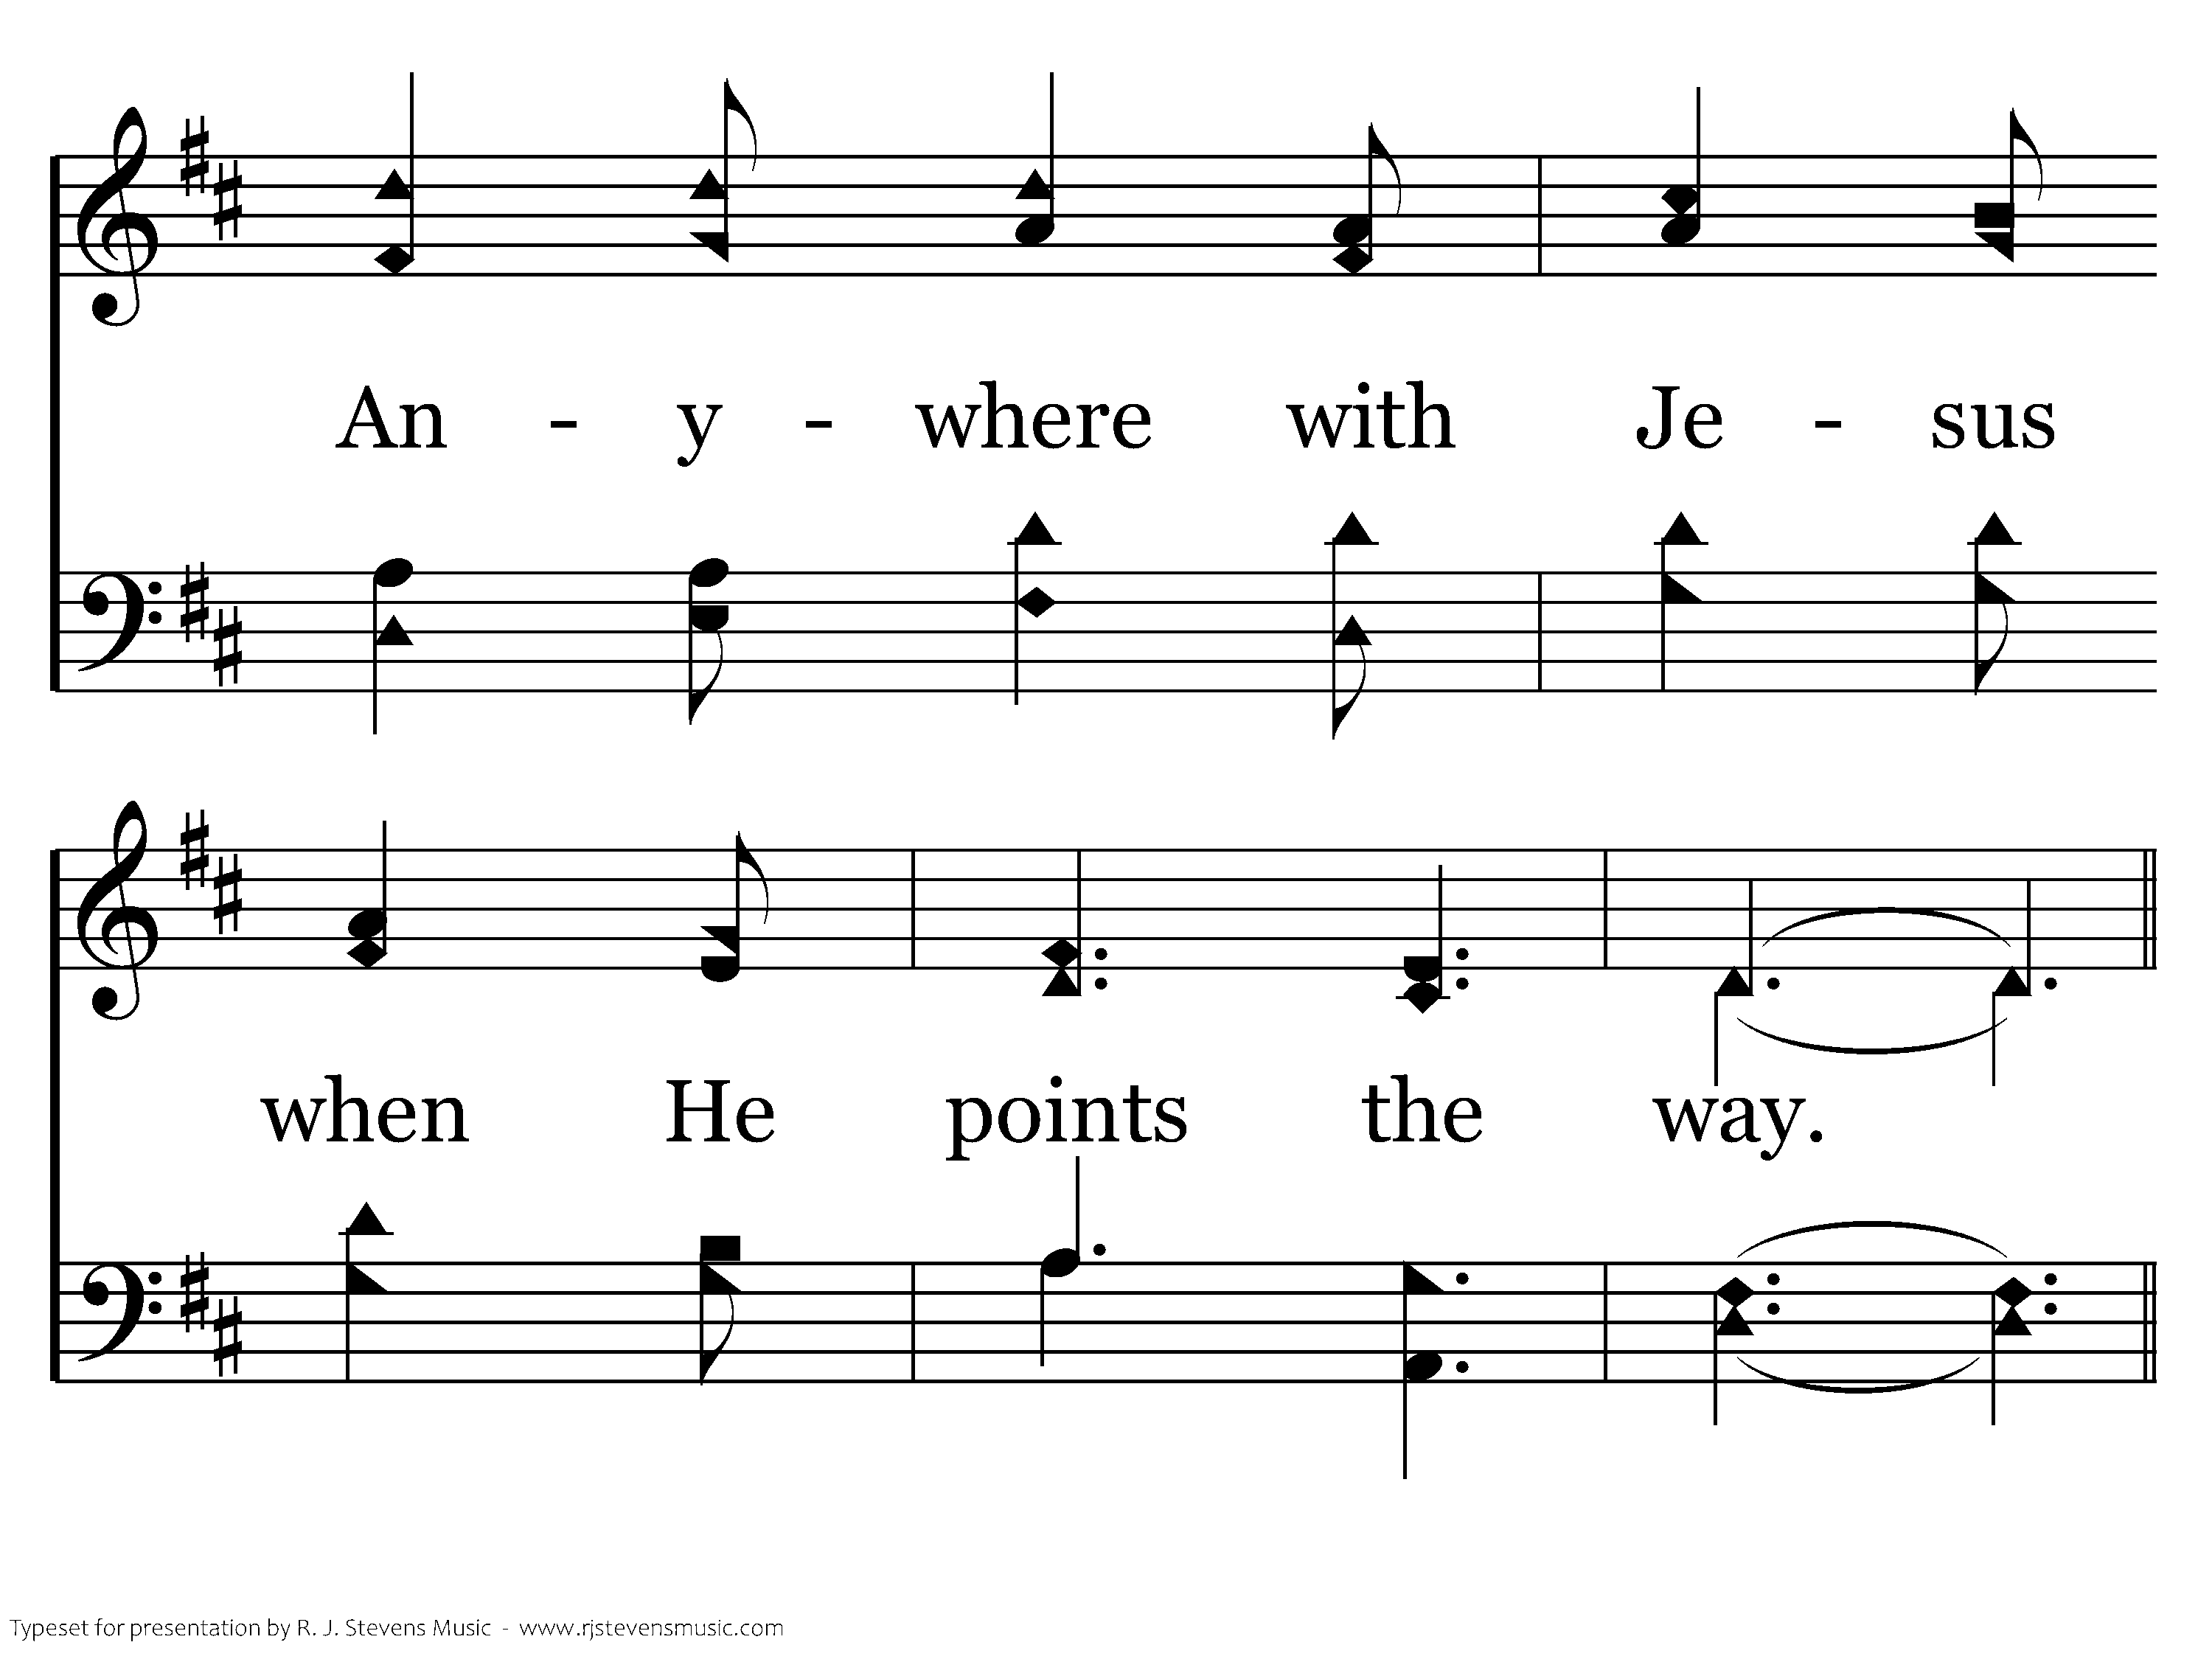 An - y - where with Je - sus
when He points the way.
Typeset for presentation by R. J. Stevens Music - www.rjstevensmusic.com